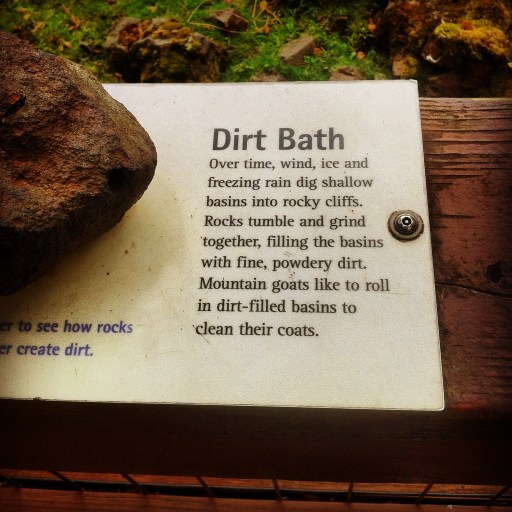 Dirt Bath
Over time, wind, ice and
freezing rain dig shallow
basins into rocky cliffs.
Rocks tumble and grind
together, filling the basins
with fine, powdery dirt.
Mountain goats like to roll
in dirt-filled basins to
clean their coats.
to see how rocks
create dirt.